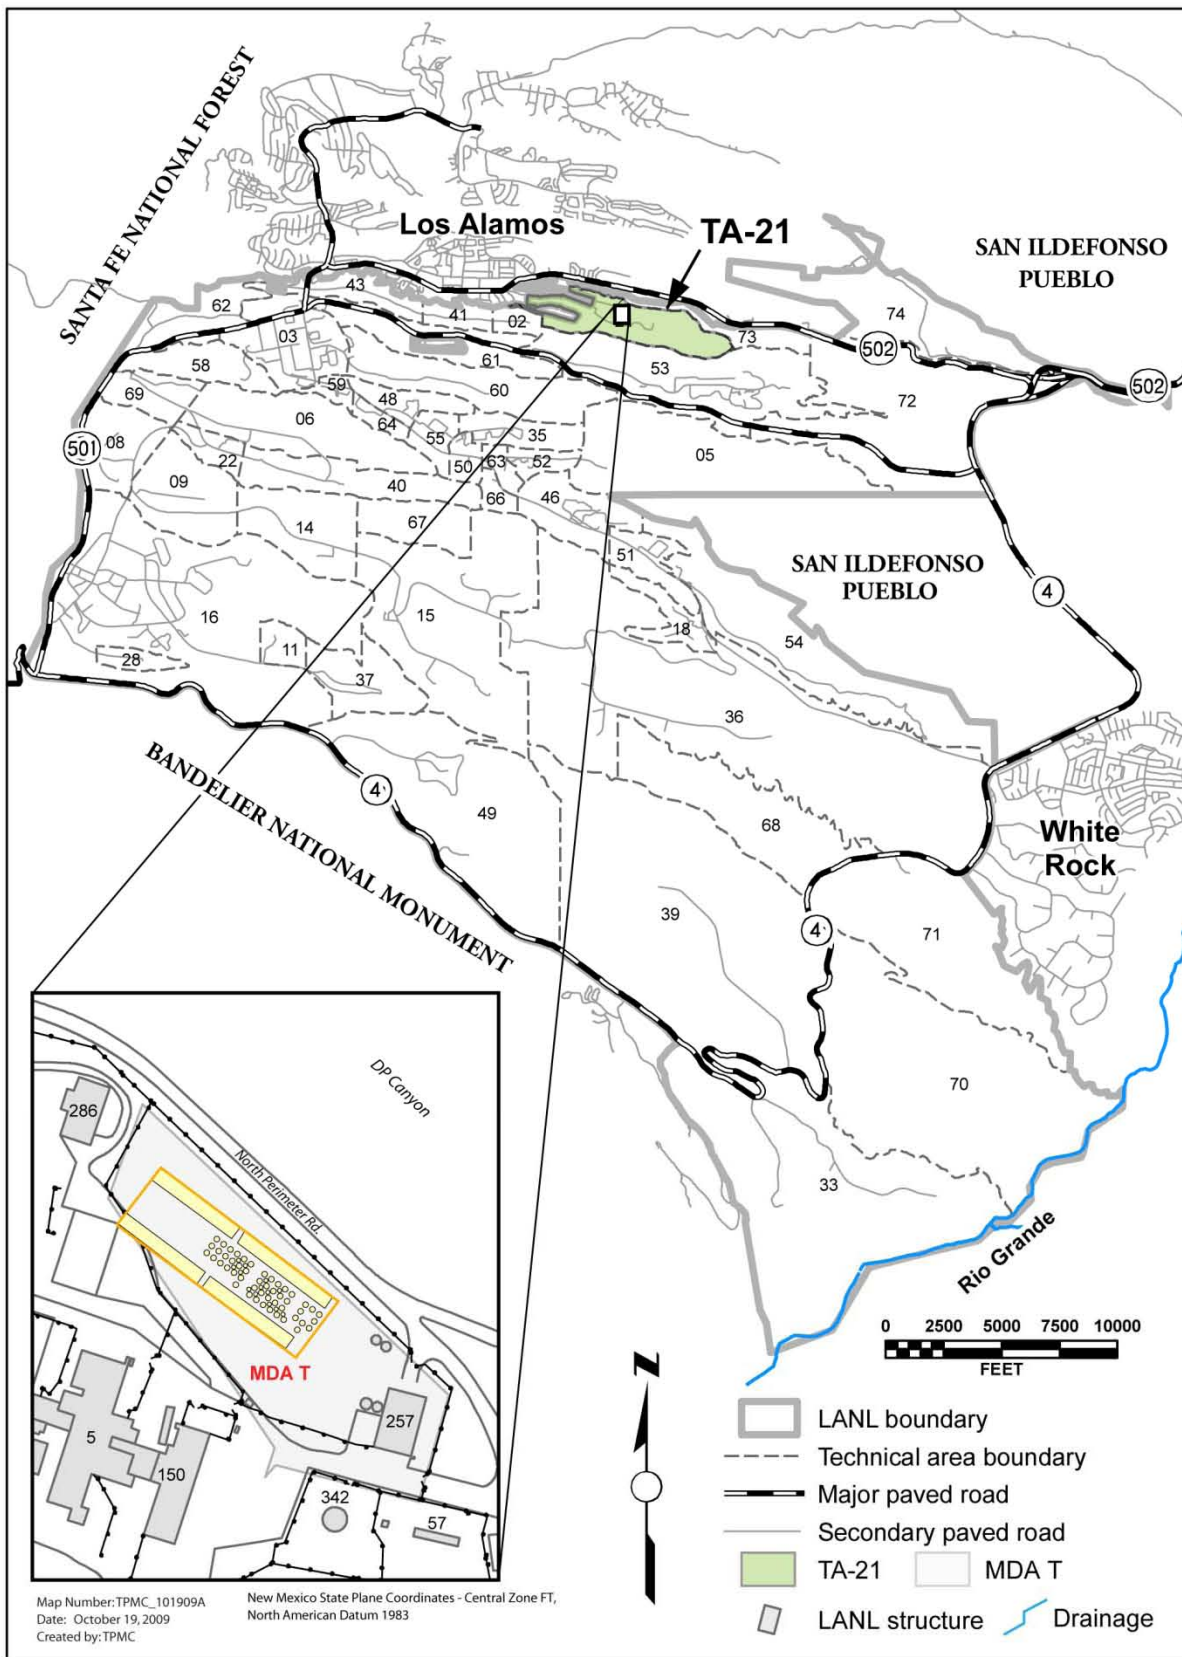 SANTA FE NATIONAL FOREST
Los Alamos
TA-21
SAN ILDEFONSO
PUEBLO
43
62
41
02
03
73
74
502
502
58
61
53
59
60
72
69
48
06
64
501
08
55
35
05
22
63
52
50
09
40
46
66
14
67
51
SAN ILDEFONSO
PUEBLO
4
16
15
18
54
11
28
37
36
BANDELIER NATIONAL MONUMENT
4
49
68
White
Rock
39
4
71
70
33
Rio Grande
DP Canyon
286
North Perimeter Rd.
MDA T
257
5
150
342
57
0 2500 5000 7500 10000
FEET
N
LANL boundary
Technical area boundary
Major paved road
Secondary paved road
TA-21 MDA T
LANL structure Drainage
Map Number: TPMC_101909A
Date: October 19, 2009
Created by: TPMC
New Mexico State Plane Coordinates - Central Zone FT,
North American Datum 1983